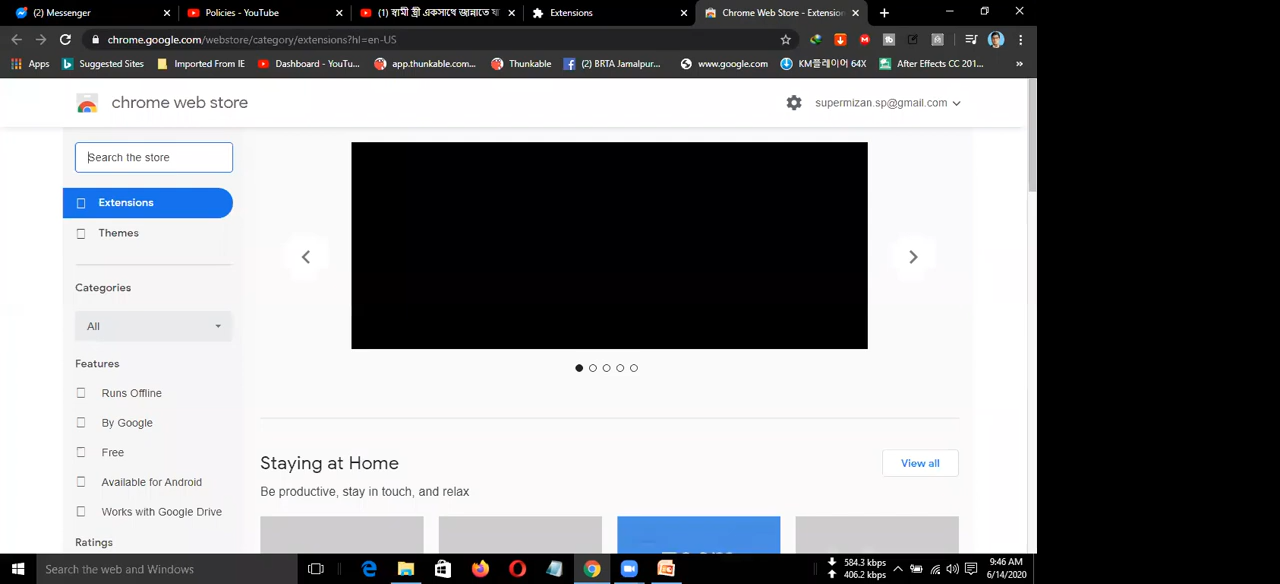 (2) Messenger
Policies - YouTube
(1) স্বামী স্ত্রী একসাথে জান্নাতে যা
Extensions
Chrome Web Store - Extension
chrome.google.com/webstore/category/extensions?hl=en-US
Apps
Suggested Sites
Imported From IE
Dashboard - YouTu...
app.thunkable.com...
Thunkable
(2) BRTA Jamalpur...
www.google.com
KM플레이어 64X
After Effects CC 201...
»
chrome web store
supermizan.sp@gmail.com
Search the store
Extensions
Themes
Categories
All
Features
Runs Offline
By Google
Free
Available for Android
Works with Google Drive
Ratings
Staying at Home
View all
Be productive, stay in touch, and relax
Search the web and Windows
584.3 kbps
406.2 kbps
9:46 AM
6/14/2020